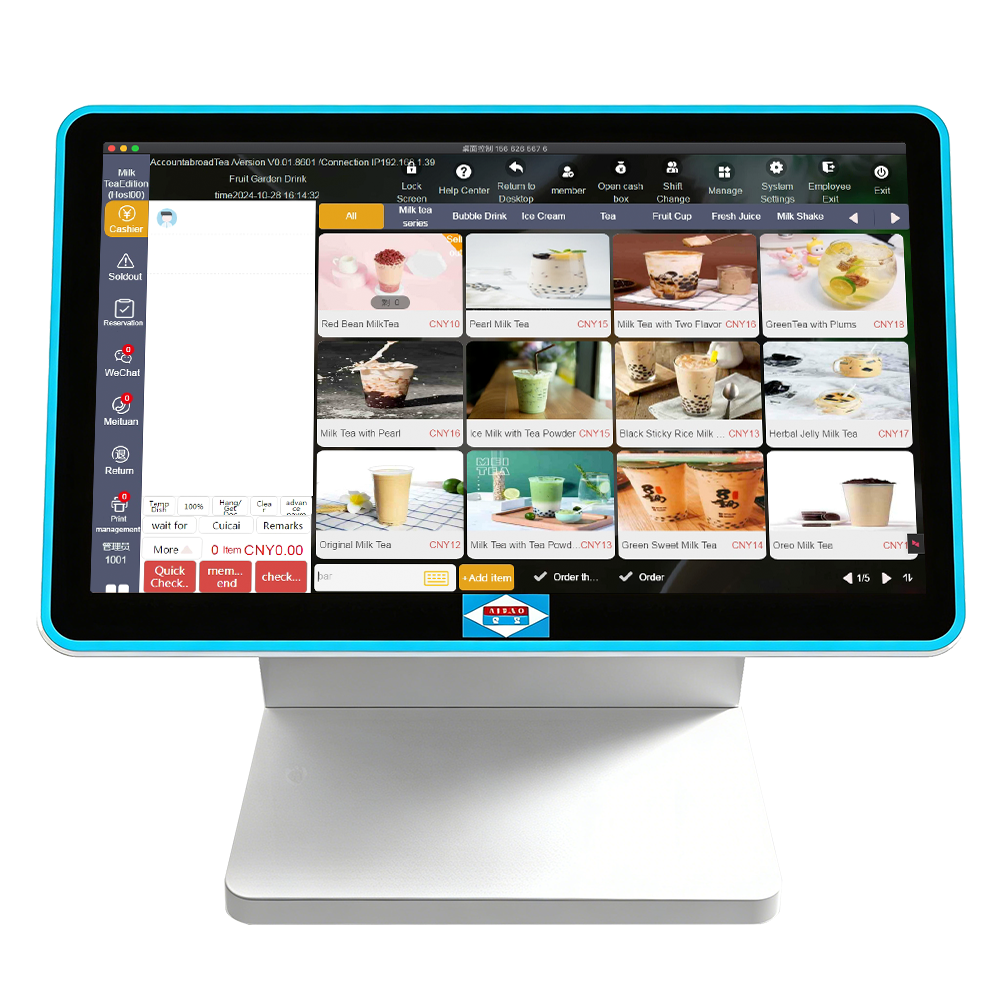 桌面控制 166 626 567 6
AccountabroadTea /Version V0.01.8601 /Connection IP192.168.1.39
Fruit Garden Drink
time2024-10-28 16:14:32
Milk
TeaEdition
(Host00)
Lock
Screen
Help Center
Return to
Desktop
member
Open cash
box
Shift
Change
Manage
System
Settings
Employee
Exit
Exit
Cashier
Soldout
Reservation
0
WeChat
0
Meituan
Return
0
Print
management
管理员
1001
All
Milk tea
series
Bubble Drink
Ice Cream
Tea
Fruit Cup
Fresh Juice
Milk Shake
剩 0
Red Bean MilkTea CNY10
Pearl Milk Tea CNY15
Milk Tea with Two Flavor CNY16
GreenTea with Plums CNY18
Milk Tea with Pearl CNY16
Ice Milk with Tea Powder CNY15
Black Sticky Rice Milk ... CNY13
Herbal Jelly Milk Tea CNY17
MEI
TEA
Original Milk Tea CNY12
Milk Tea with Tea Powd... CNY13
Green Sweet Milk Tea CNY14
Oreo Milk Tea CNY1
Temp
Dish
100%
Hang/
Get
Clea
r
advan
ce
wait for
Cuicai
Remarks
More
0 Item CNY0.00
Quick
Check..
mem...
end
check...
bar
+Add item
Order th...
Order
1/5
AIBAO